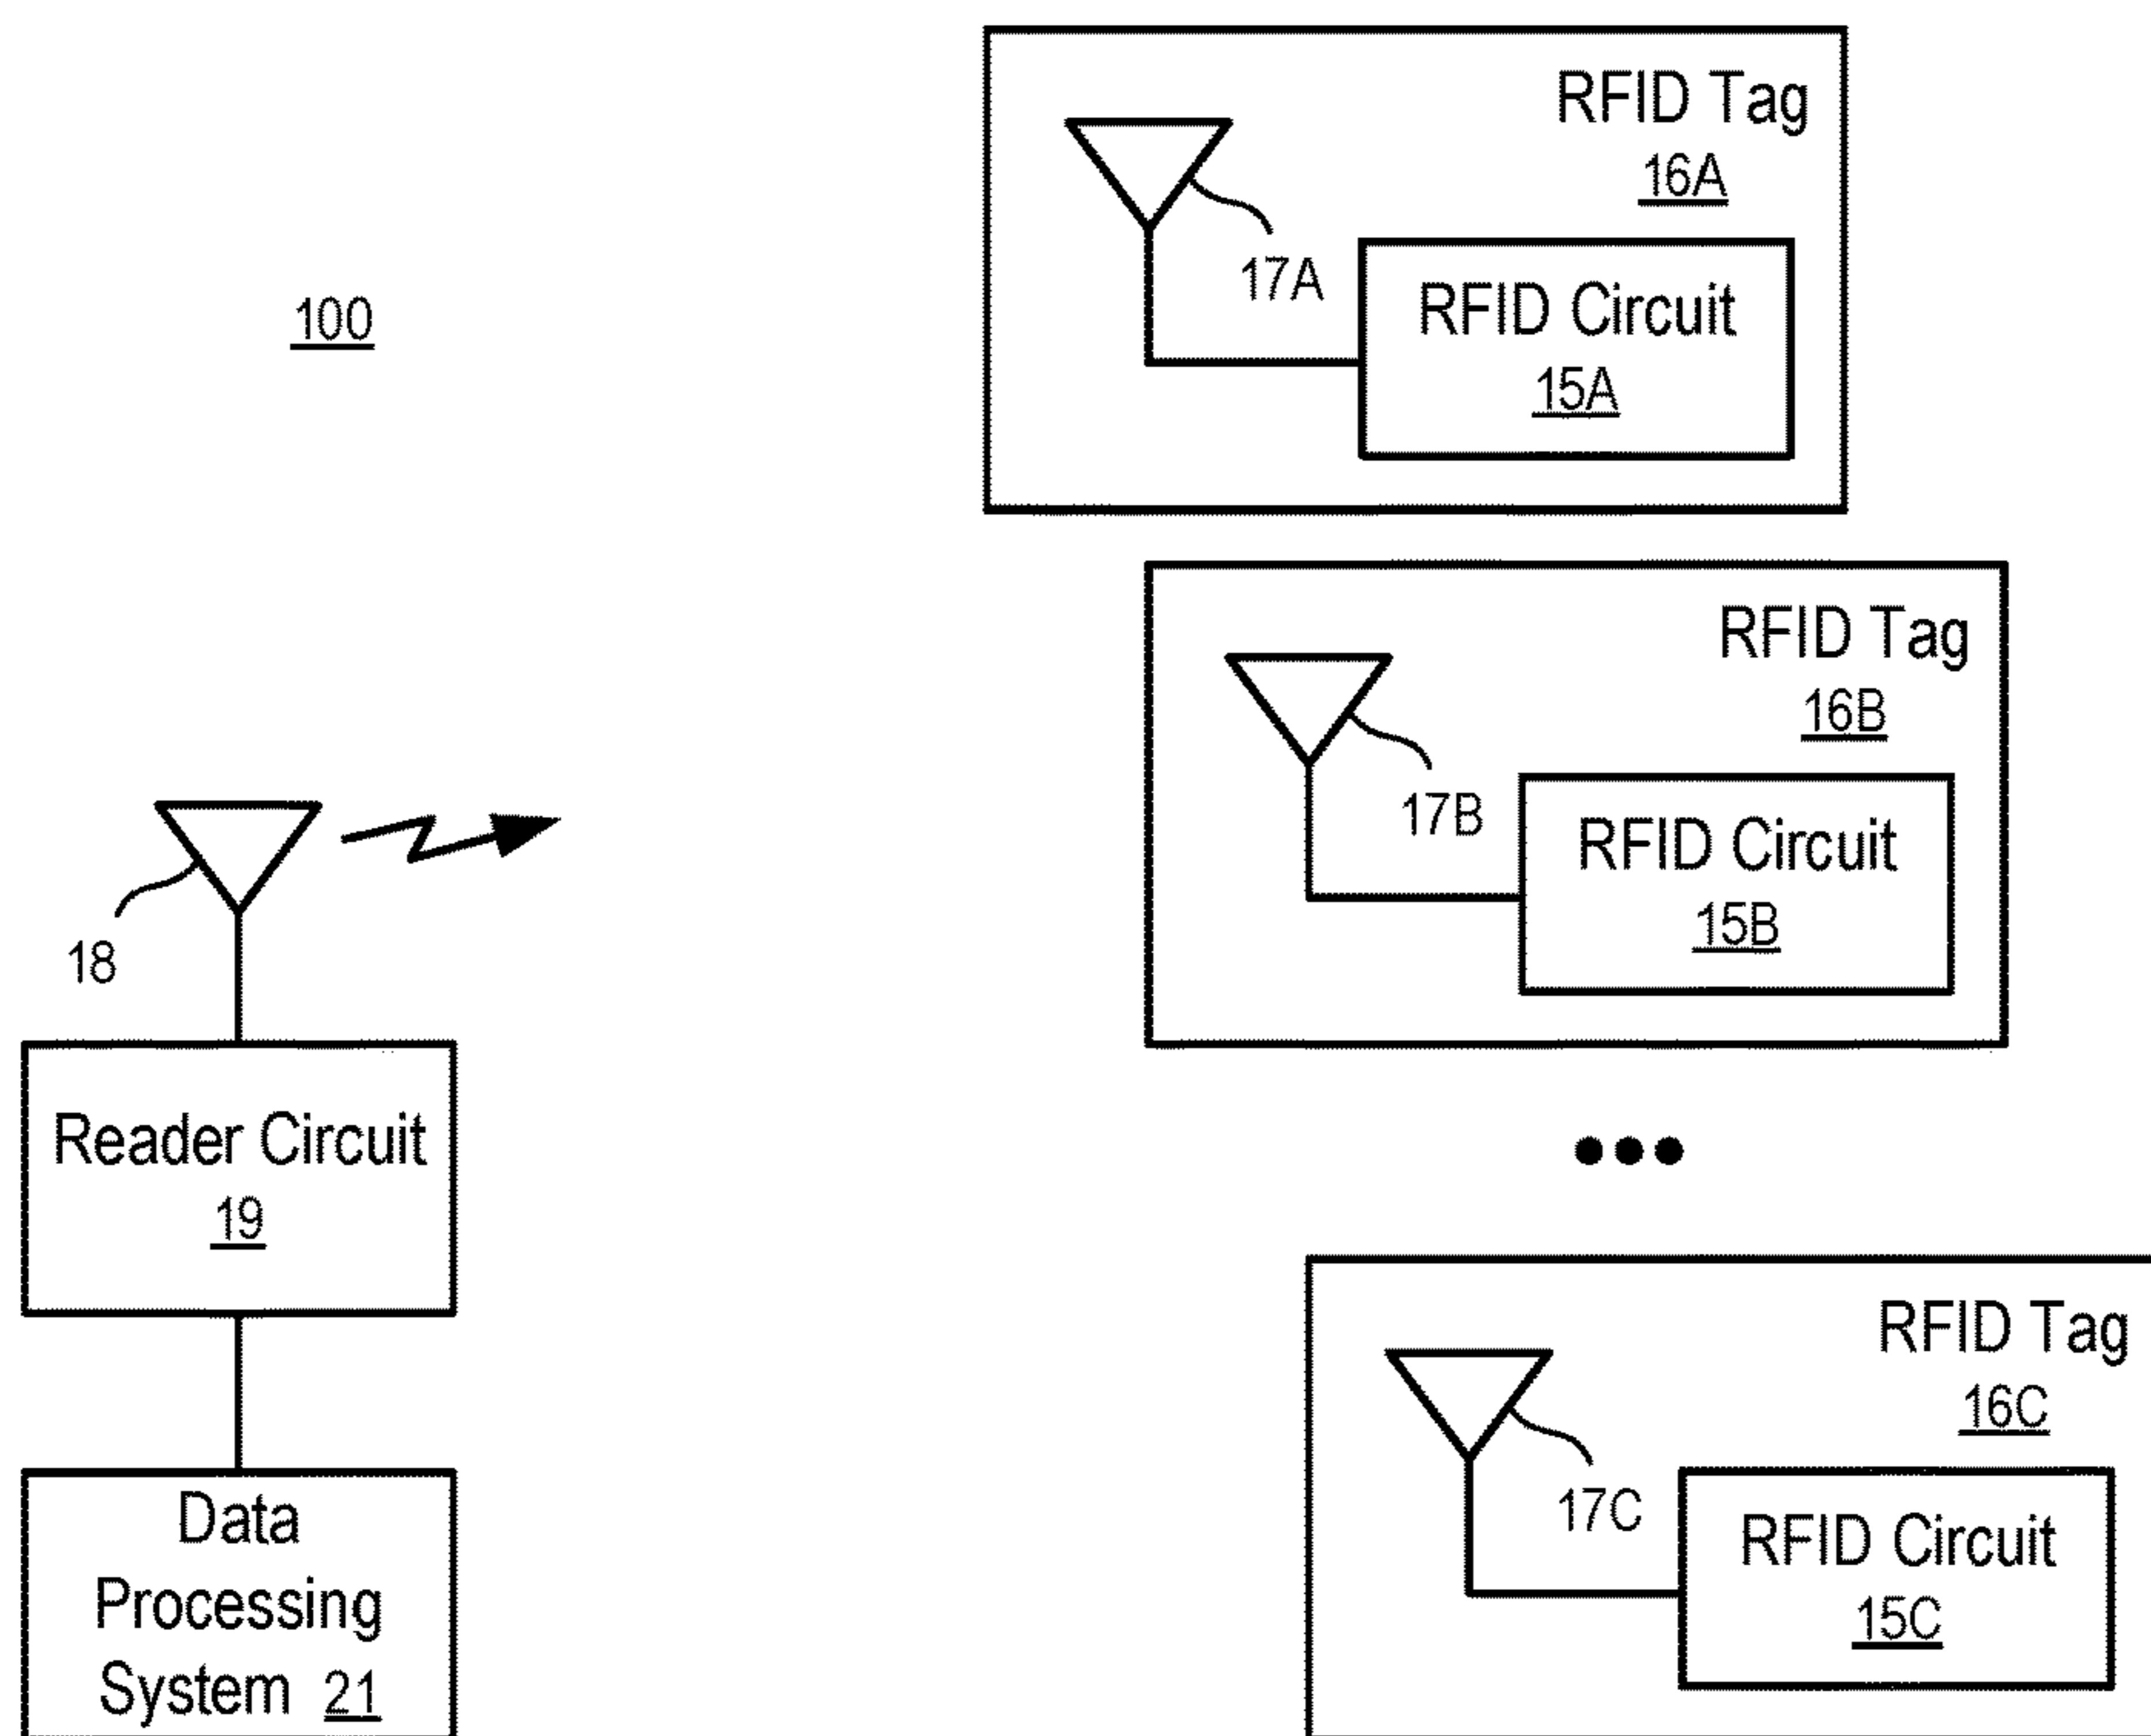 100
RFID Tag
16A
17A
RFID Circuit
15A
RFID Tag
16B
17B
RFID Circuit
15B
18
Reader Circuit
19
Data
Processing
System 21
RFID Tag
16C
17C
RFID Circuit
15C